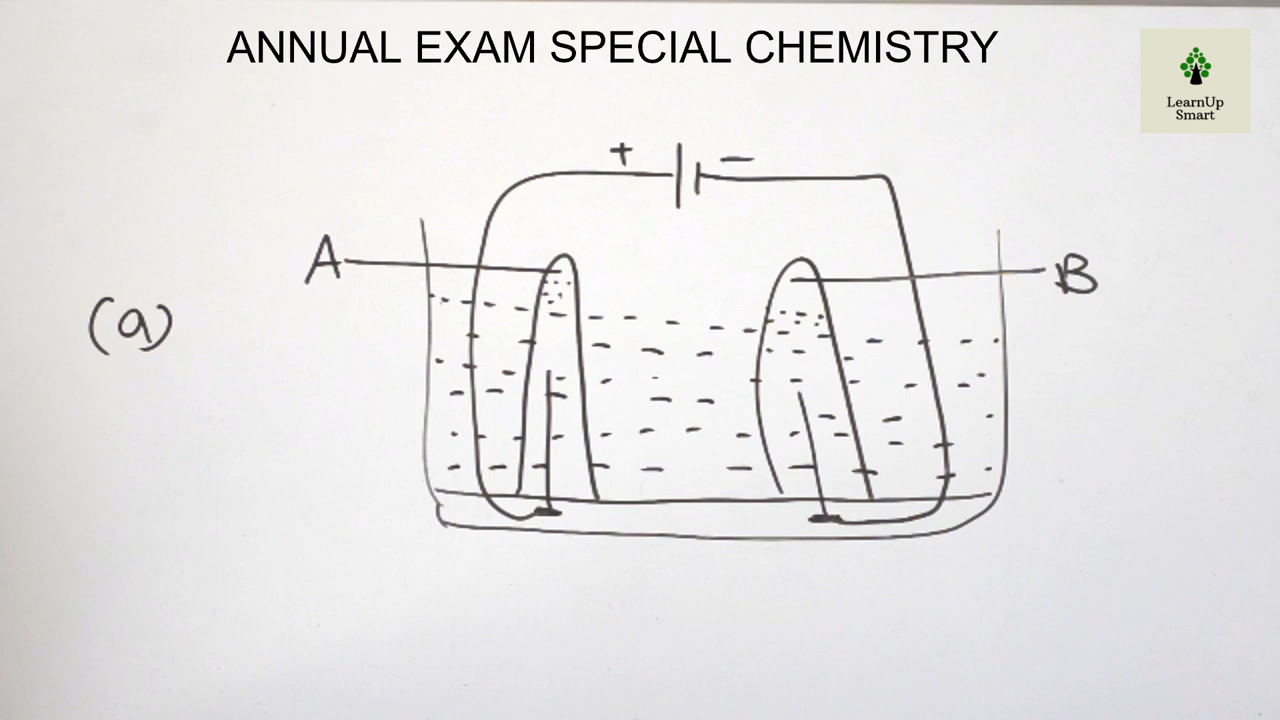 ANNUAL EXAM SPECIAL CHEMISTRY
LearnUp
Smart
+ −
A
B
(a)